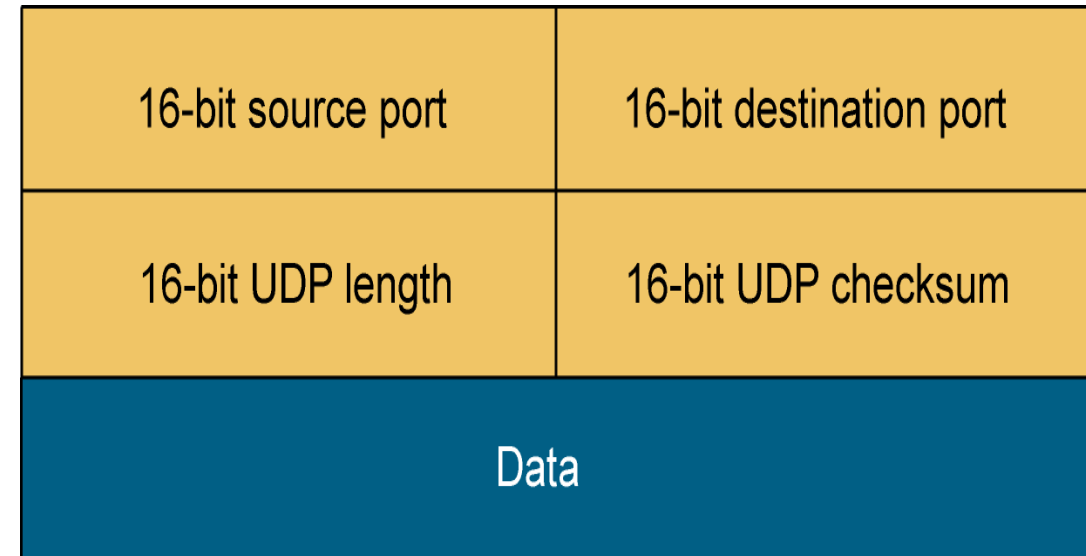 16-bit source port
16-bit destination port
16-bit UDP length
16-bit UDP checksum
Data